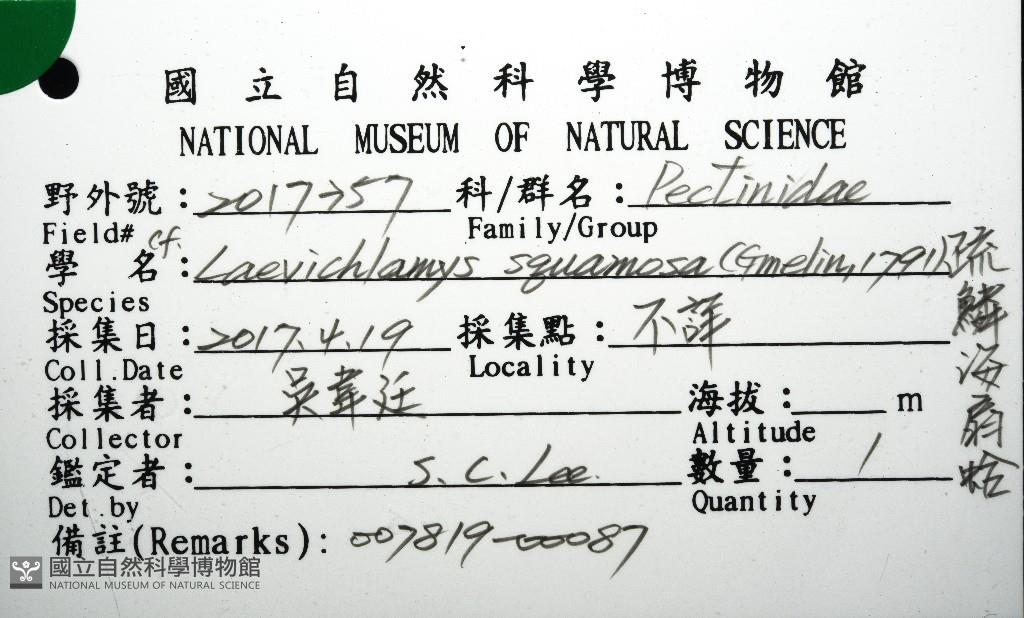 國立自然科學博物館
NATIONAL MUSEUM OF NATURAL SCIENCE
野外號: 2017-757 科/群名: Pectinidae
Field# Family/Group
學名: cf. Laevichlamys squamosa (Gmelin, 1791)
Species
疏鱗海扇蛤
採集日: 2017.4.19 採集點: 不詳
Coll.Date Locality
採集者: 吳韋廷 海拔: m
Collector Altitude
鑑定者: S. C. Lee. 數量: 1
Det.by Quantity
備註(Remarks): 007819-00087
國立自然科學博物館
NATIONAL MUSEUM OF NATURAL SCIENCE